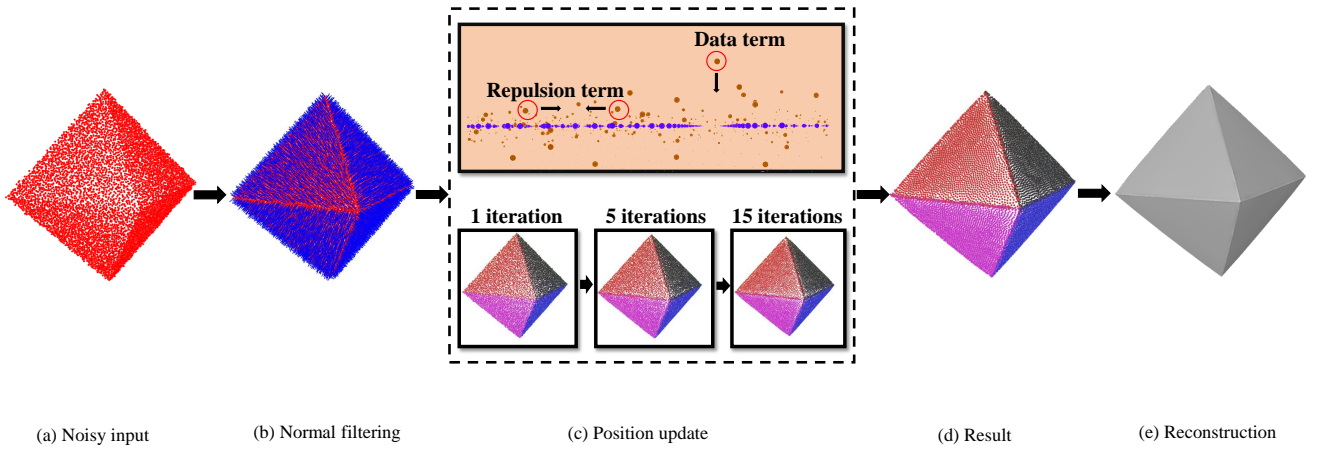 Data term
Repulsion term
1 iteration
5 iterations
15 iterations
(a) Noisy input
(b) Normal filtering
(c) Position update
(d) Result
(e) Reconstruction